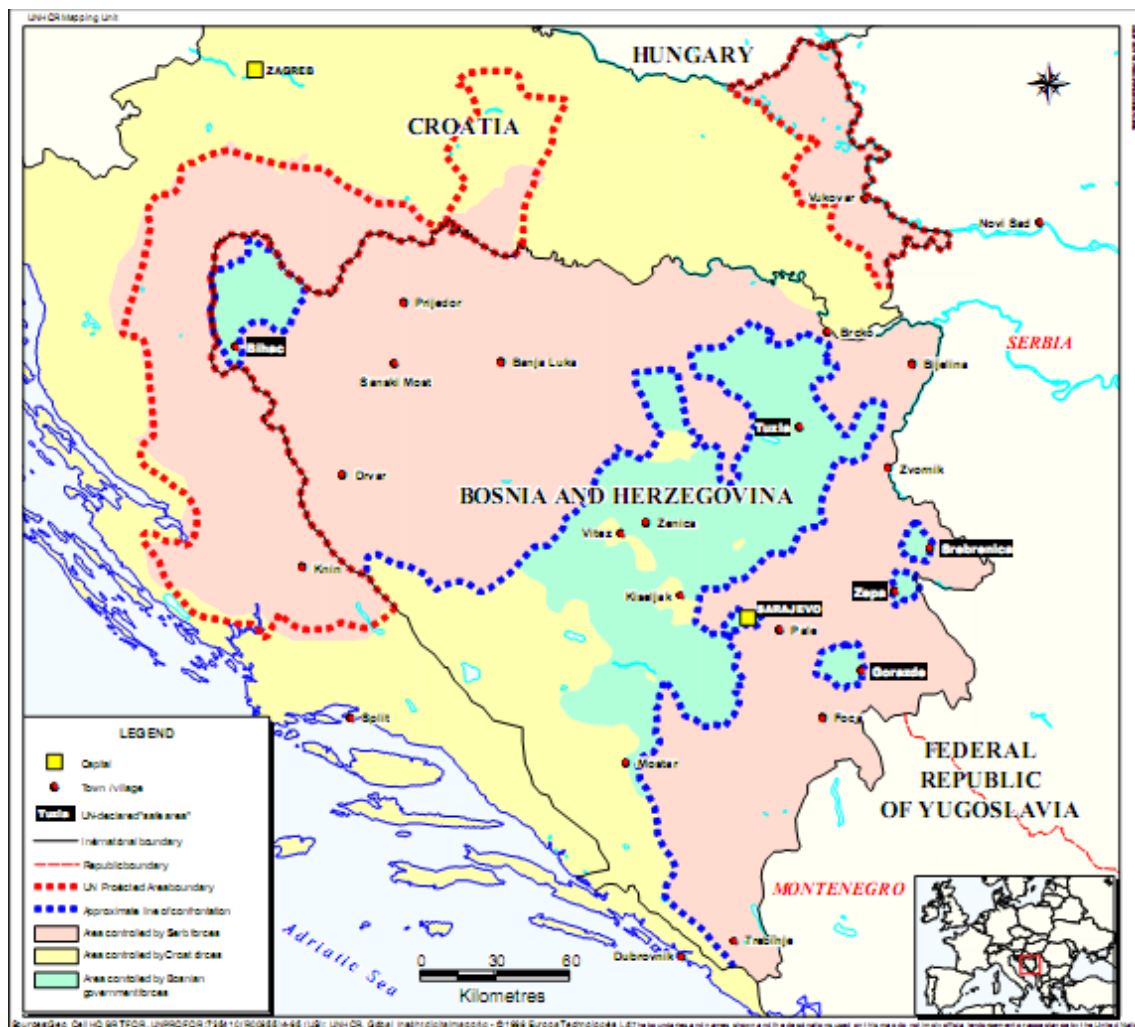 UNHCR Mapping Unit
HUNGARY
ZAGREB
CROATIA
Vukovar
Novi Sad
Prijedor
SERBIA
Brcko
Bihac
Banja Luka
Bijelina
Sanski Most
Tuzla
Zvornik
Drvar
BOSNIA AND HERZEGOVINA
Zenica
Vitez
Srebrenica
Knin
Zepa
Kiseljak
SARAJEVO
Pale
Gorazde
Split
Foca
LEGEND
FEDERAL
REPUBLIC
OF YUGOSLAVIA
Mostar
Capital
Town /village
Tuzla
UN-declared "safe area"
International boundary
Republic boundary
UN Protected Area boundary
MONTENEGRO
Approximate line of confrontation
Area controlled by Serb forces
Area controlled by Croat forces
Area controlled by Bosnian
government forces
Adriatic Sea
Trebinje
Dubrovnik
0 30 60
Kilometres